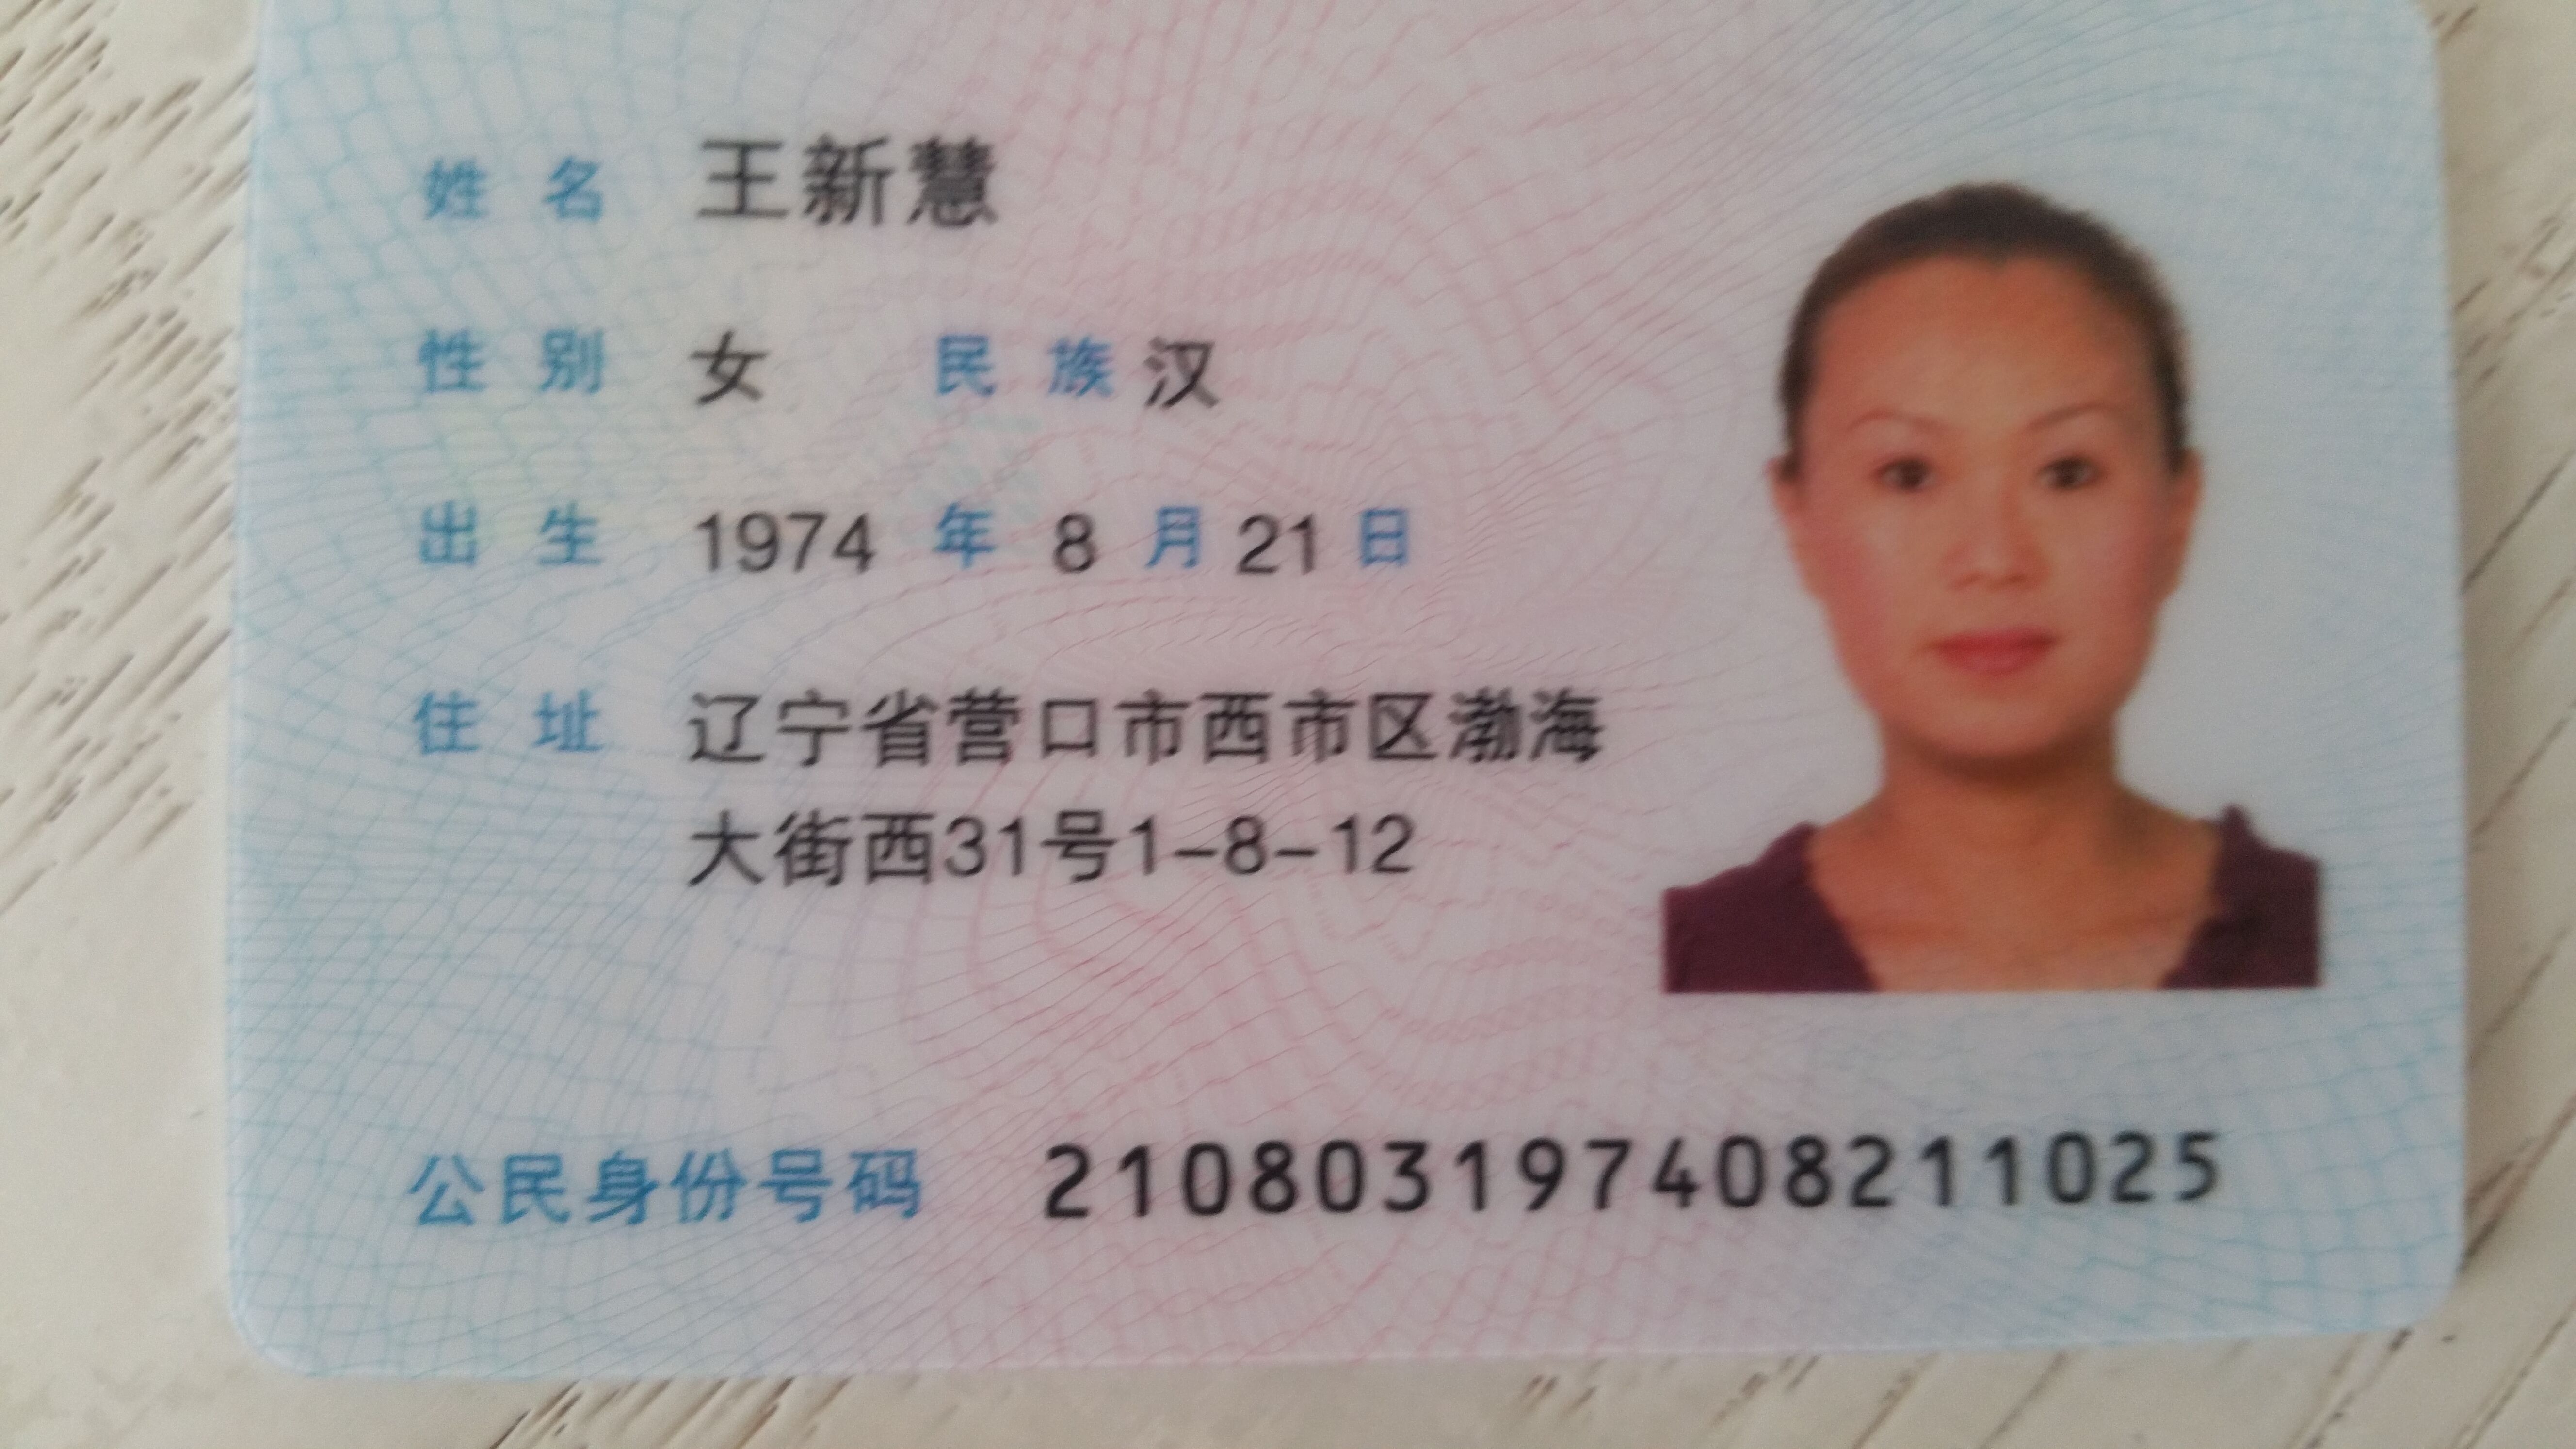 姓名 王新慧
性别 女 民族 汉
出生 1974 年 8 月 21 日
住址 辽宁省营口市西市区渤海
大街西31号1-8-12
公民身份号码 210803197408211025